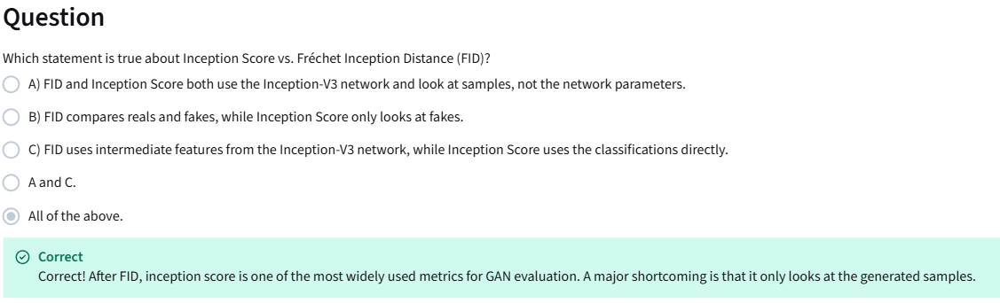 Question
Which statement is true about Inception Score vs. Fréchet Inception Distance (FID)?
A) FID and Inception Score both use the Inception-V3 network and look at samples, not the network parameters.
B) FID compares reals and fakes, while Inception Score only looks at fakes.
C) FID uses intermediate features from the Inception-V3 network, while Inception Score uses the classifications directly.
A and C.
All of the above.
Correct
Correct! After FID, inception score is one of the most widely used metrics for GAN evaluation. A major shortcoming is that it only looks at the generated samples.